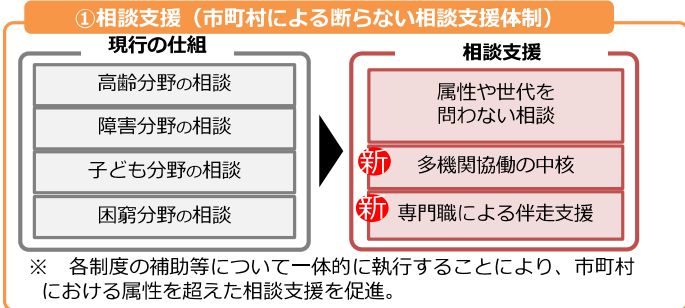 ①相談支援（市町村による断らない相談支援体制）
現行の仕組
高齢分野の相談
障害分野の相談
子ども分野の相談
困窮分野の相談
相談支援
属性や世代を
問わない相談
新 多機関協働の中核
新 専門職による伴走支援
※　各制度の補助等について一体的に執行することにより、市町村
における属性を超えた相談支援を促進。